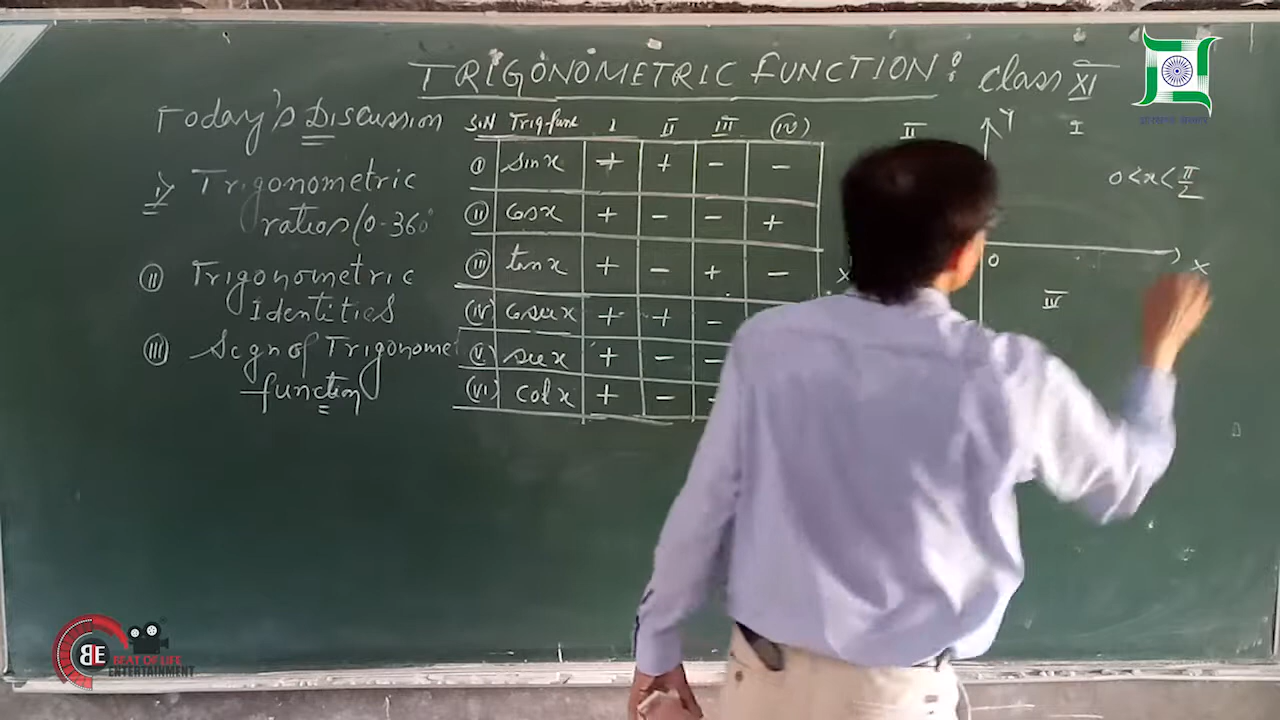 TRIGONOMETRIC FUNCTION: class XI
Today's Discussion
i) Trigonometric
ratios (0-360°
(ii) Trigonometric
Identities
(iii) Sign of Trigonomet
function
S.N Trig.func I II III (IV)
(i) sinx + + - -
(ii) cosx + - - +
(iii) tanx + - + -
(iv) cosecx + + -
(v) secx + - -
(vi) cotx + - -
II Y I
0<x<π/2
X' O X
IV
BE
BEAT OF LIFE
ENTERTAINMENT